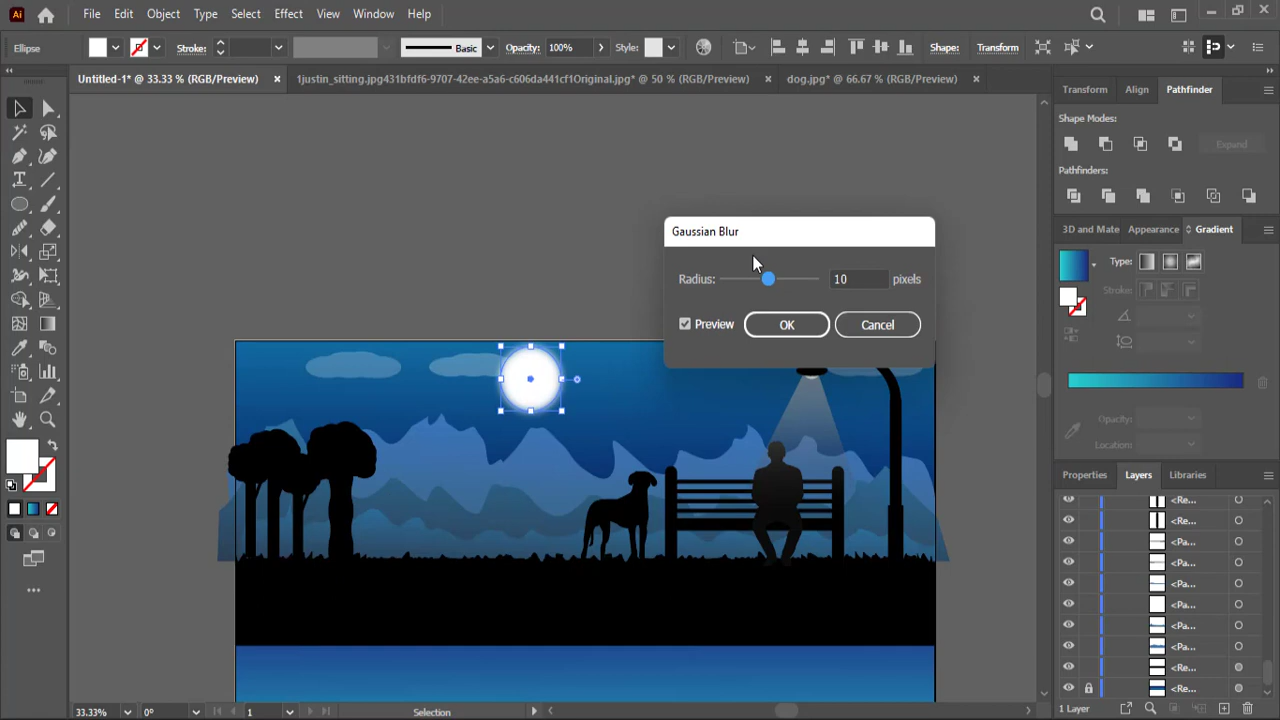 Ai File Edit Object Type Select Effect View Window Help
Ellipse Stroke: Basic Opacity: 100% Style: Shape: Transform
Untitled-1* @ 33.33 % (RGB/Preview) × 1justin_sitting.jpg431bfdf6-9707-42ee-a5a6-c606da441cf1Original.jpg* @ 50 % (RGB/Preview) × dog.jpg* @ 66.67 % (RGB/Preview) ×
Transform Align Pathfinder
Shape Modes:
Expand
Pathfinders:
3D and Mate Appearance Gradient
Type:
Stroke:
Opacity:
Location:
Gaussian Blur
Radius: 10 pixels
Preview OK Cancel
Properties Layers Libraries
<Re...
<Re...
<Pa...
<Pa...
<Pa...
<Pa...
<Pa...
<Pa...
<Re...
<Re...
1 Layer
33.33% 0° 1 Selection